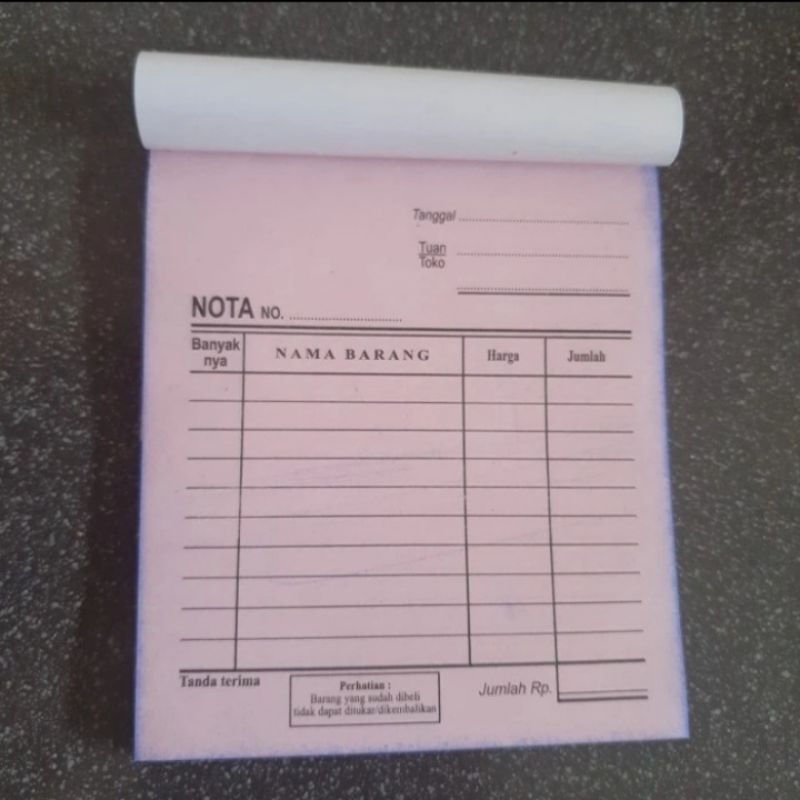 Tanggal
Tuan
Toko
NOTA NO.
Banyak nya NAMA BARANG Harga Jumlah
Tanda terima
Perhatian :
Barang yang sudah dibeli
tidak dapat ditukar/dikembalikan
Jumlah Rp.